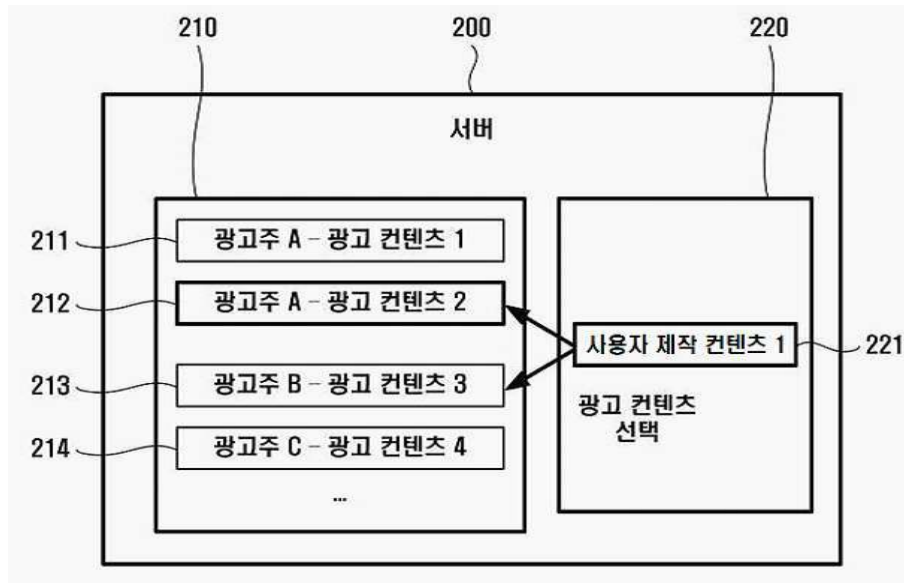 210
200
220
서버
211
광고주 A – 광고 컨텐츠 1
212
광고주 A – 광고 컨텐츠 2
사용자 제작 컨텐츠 1
221
213
광고주 B – 광고 컨텐츠 3
광고 컨텐츠
선택
214
광고주 C – 광고 컨텐츠 4
...